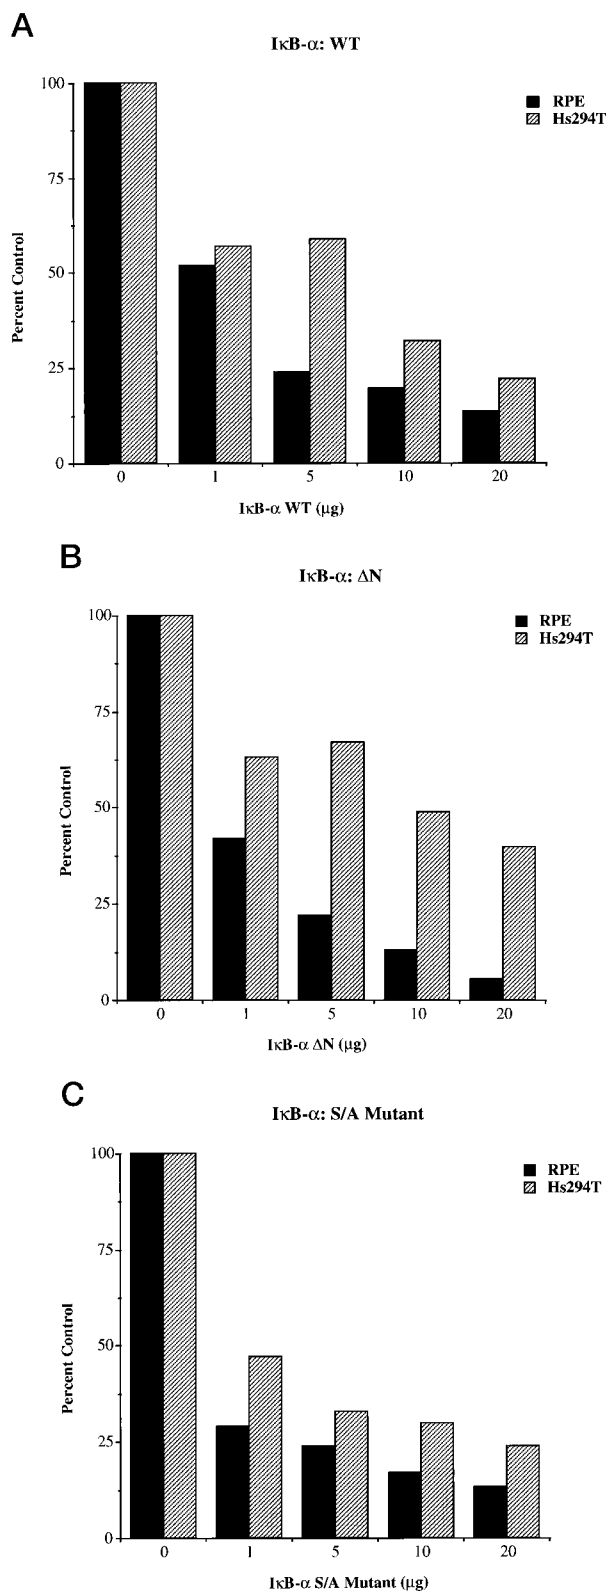 A
IκB-α: WT
100
75
50
25
0
Percent Control
RPE
Hs294T
0 1 5 10 20
IκB-α WT (µg)
B
IκB-α: ΔN
100
75
50
25
0
Percent Control
RPE
Hs294T
0 1 5 10 20
IκB-α ΔN (µg)
C
IκB-α: S/A Mutant
100
75
50
25
0
Percent Control
RPE
Hs294T
0 1 5 10 20
IκB-α S/A Mutant (µg)